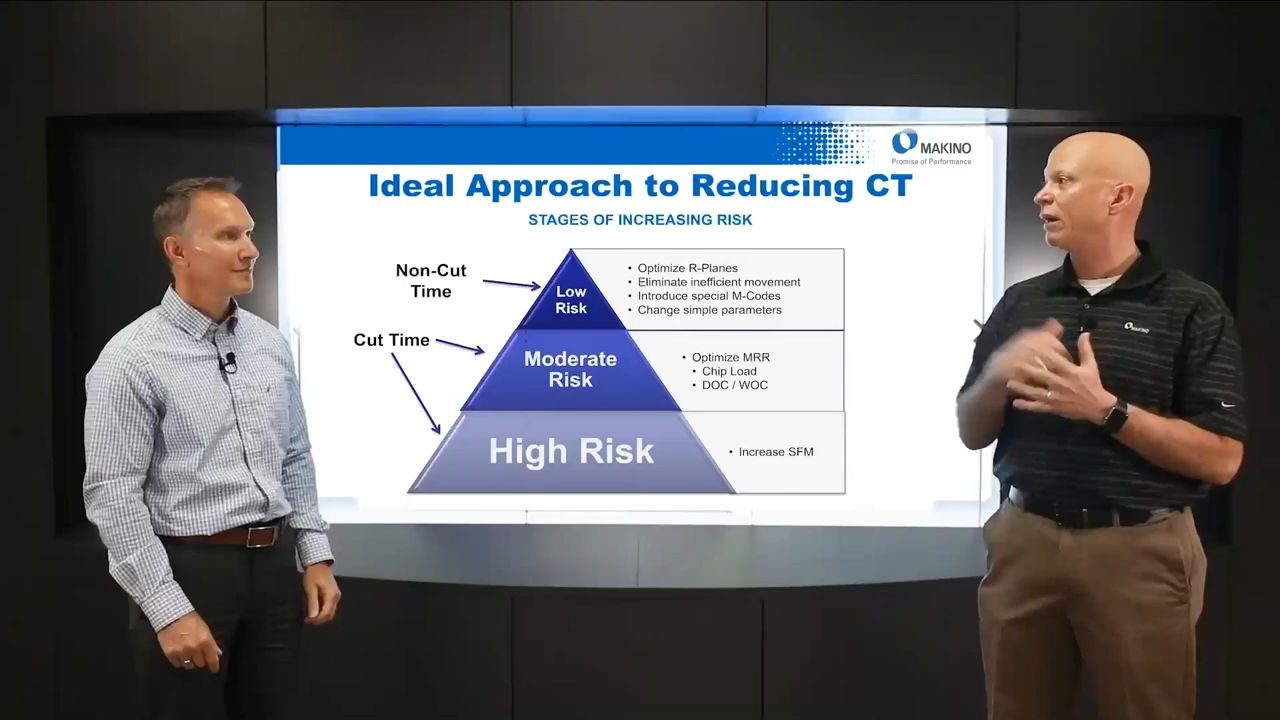 MAKINO
Promise of Performance
Ideal Approach to Reducing CT
STAGES OF INCREASING RISK
Non-Cut
Time
Cut Time
Low
Risk
• Optimize R-Planes
• Eliminate inefficient movement
• Introduce special M-Codes
• Change simple parameters
Moderate
Risk
• Optimize MRR
• Chip Load
• DOC / WOC
High Risk
• Increase SFM
MAKINO